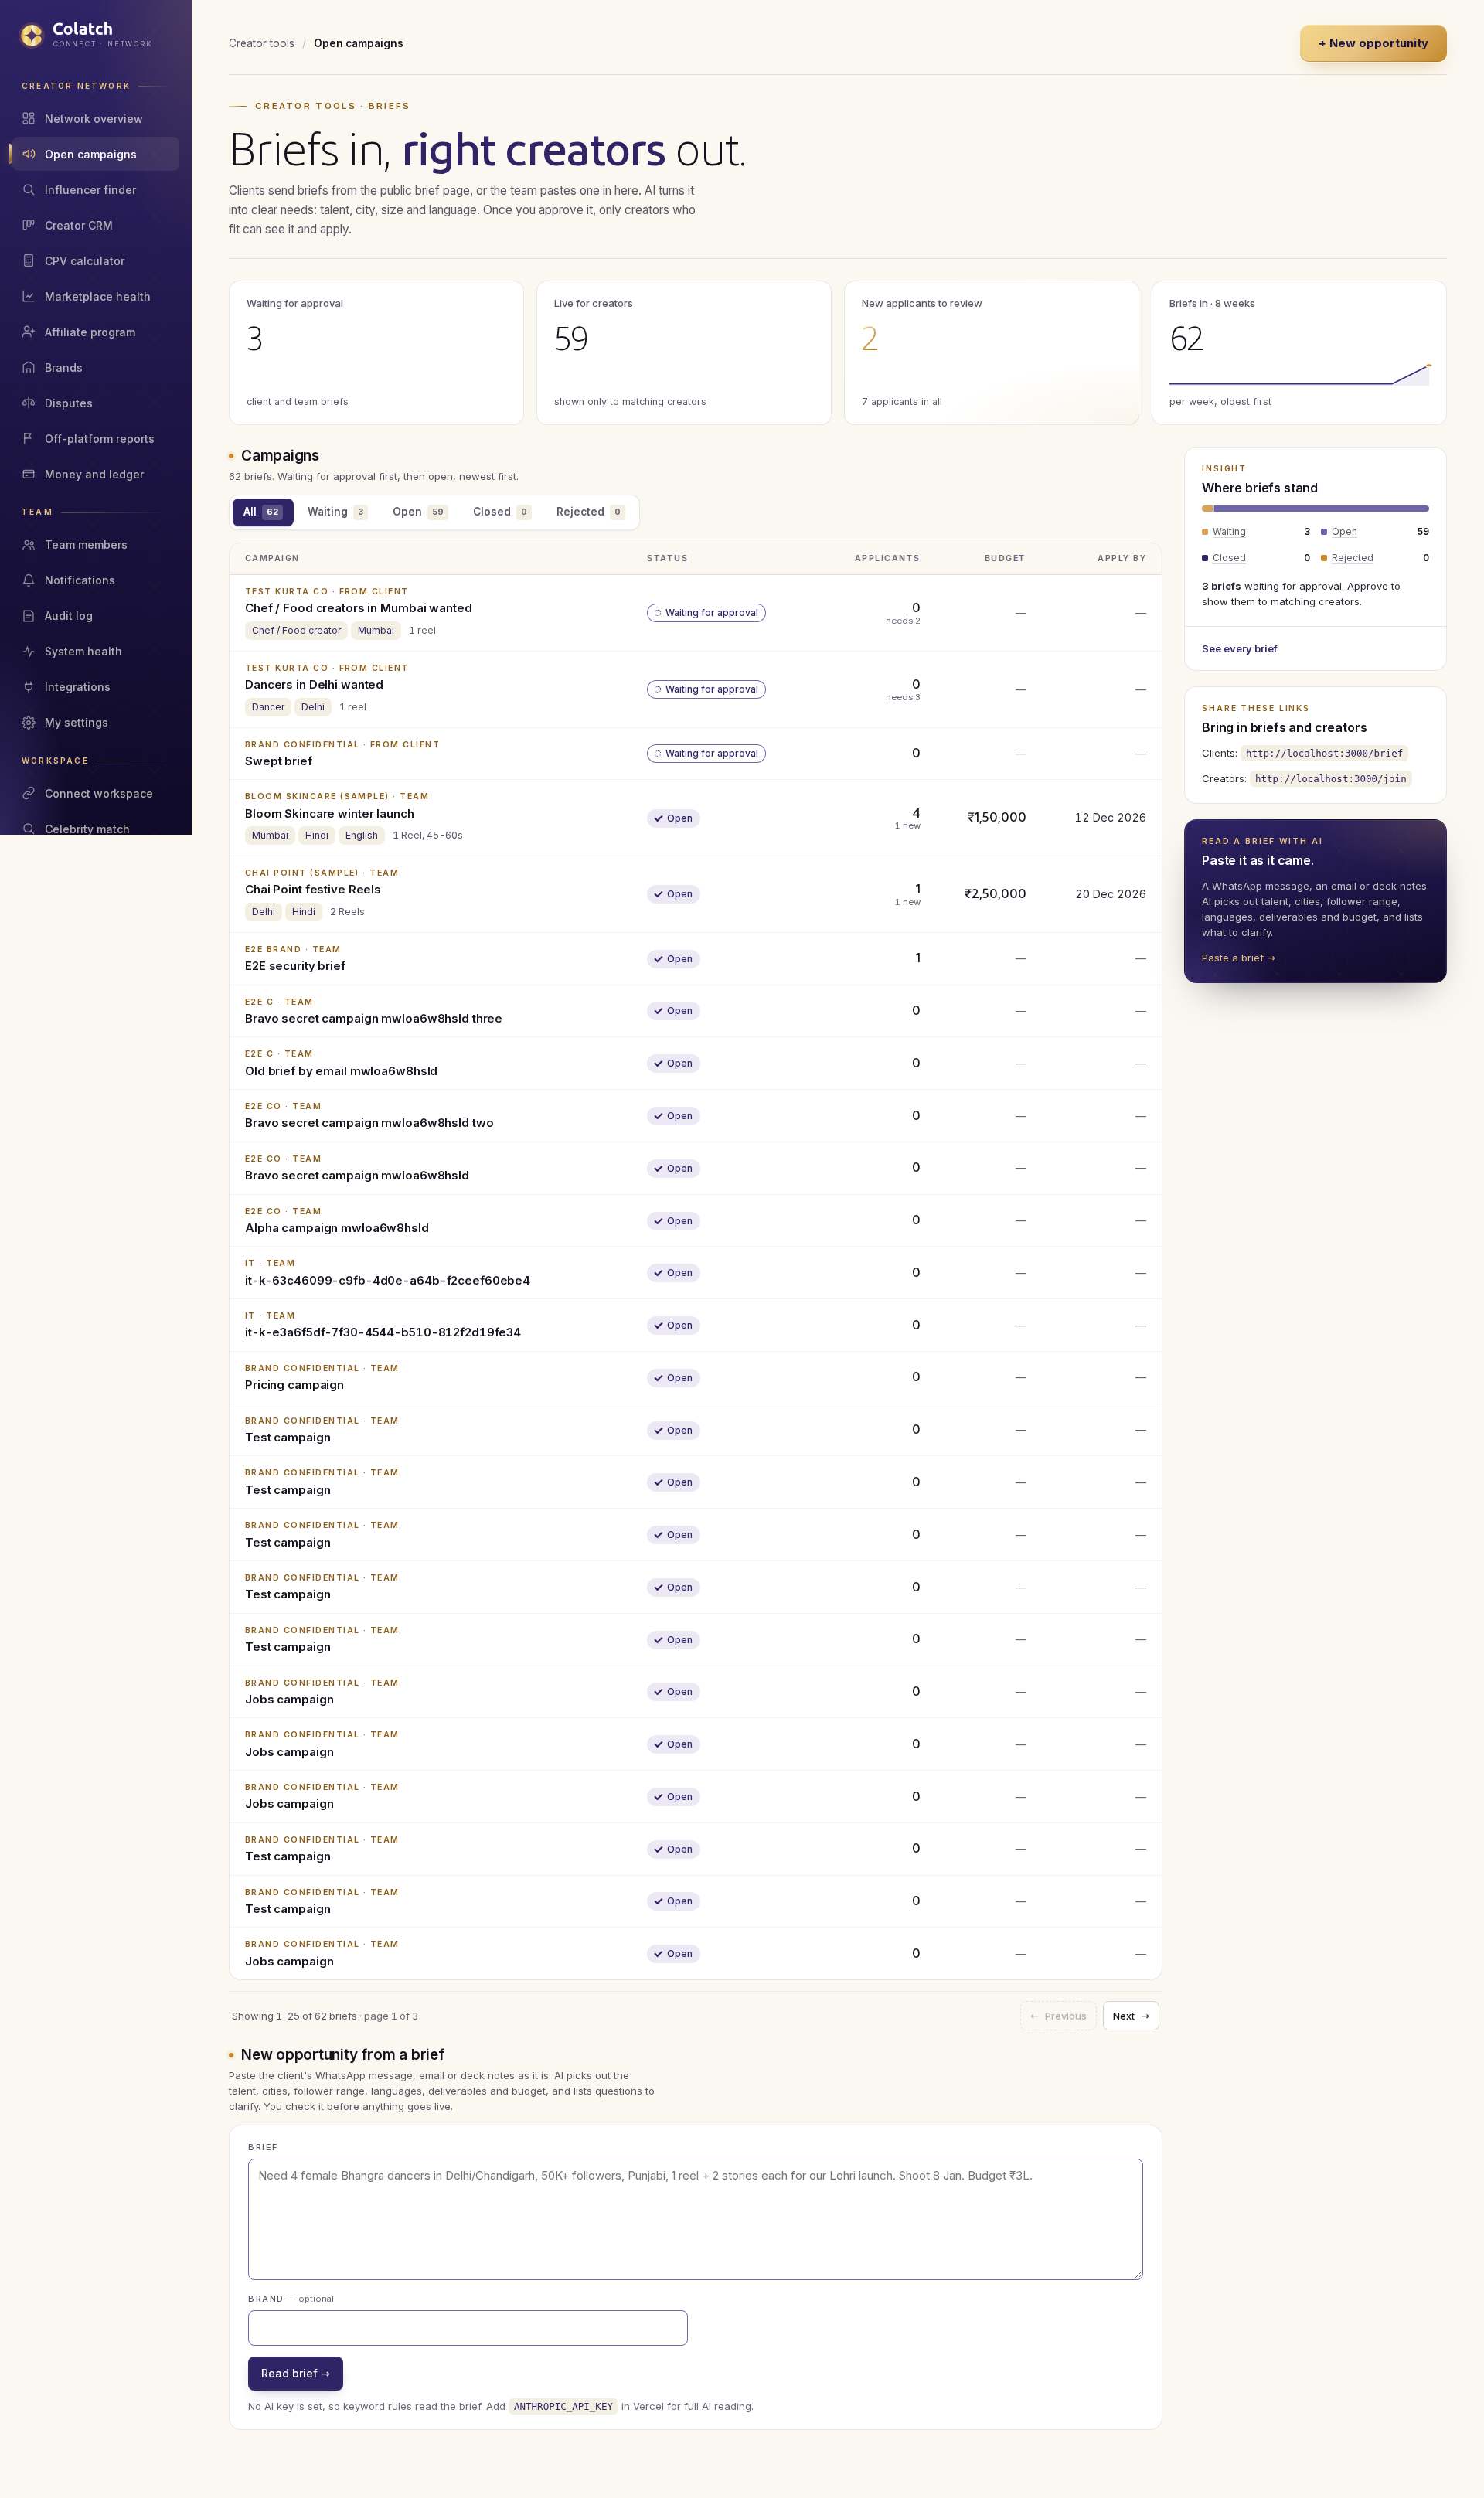 Colatch
CONNECT · NETWORK
CREATOR NETWORK
Network overview
Open campaigns
Influencer finder
Creator CRM
CPV calculator
Marketplace health
Affiliate program
Brands
Disputes
Off-platform reports
Money and ledger
TEAM
Team members
Notifications
Audit log
System health
Integrations
My settings
WORKSPACE
Connect workspace
Celebrity match
Creator tools / Open campaigns
+ New opportunity
CREATOR TOOLS · BRIEFS
Briefs in, right creators out.
Clients send briefs from the public brief page, or the team pastes one in here. AI turns it
into clear needs: talent, city, size and language. Once you approve it, only creators who
fit can see it and apply.
Waiting for approval
3
client and team briefs
Live for creators
59
shown only to matching creators
New applicants to review
2
7 applicants in all
Briefs in · 8 weeks
62
per week, oldest first
Campaigns
62 briefs. Waiting for approval first, then open, newest first.
All 62 Waiting 3 Open 59 Closed 0 Rejected 0
CAMPAIGN STATUS APPLICANTS BUDGET APPLY BY
TEST KURTA CO · FROM CLIENT
Chef / Food creators in Mumbai wanted
Chef / Food creator Mumbai 1 reel
Waiting for approval
0
needs 2
— —
TEST KURTA CO · FROM CLIENT
Dancers in Delhi wanted
Dancer Delhi 1 reel
Waiting for approval
0
needs 3
— —
BRAND CONFIDENTIAL · FROM CLIENT
Swept brief
Waiting for approval 0 — —
BLOOM SKINCARE (SAMPLE) · TEAM
Bloom Skincare winter launch
Mumbai Hindi English 1 Reel, 45-60s
Open
4
1 new
₹1,50,000 12 Dec 2026
CHAI POINT (SAMPLE) · TEAM
Chai Point festive Reels
Delhi Hindi 2 Reels
Open
1
1 new
₹2,50,000 20 Dec 2026
E2E BRAND · TEAM
E2E security brief
Open 1 — —
E2E C · TEAM
Bravo secret campaign mwloa6w8hsld three
Open 0 — —
E2E C · TEAM
Old brief by email mwloa6w8hsld
Open 0 — —
E2E CO · TEAM
Bravo secret campaign mwloa6w8hsld two
Open 0 — —
E2E CO · TEAM
Bravo secret campaign mwloa6w8hsld
Open 0 — —
E2E CO · TEAM
Alpha campaign mwloa6w8hsld
Open 0 — —
IT · TEAM
it-k-63c46099-c9fb-4d0e-a64b-f2ceef60ebe4
Open 0 — —
IT · TEAM
it-k-e3a6f5df-7f30-4544-b510-812f2d19fe34
Open 0 — —
BRAND CONFIDENTIAL · TEAM
Pricing campaign
Open 0 — —
BRAND CONFIDENTIAL · TEAM
Test campaign
Open 0 — —
BRAND CONFIDENTIAL · TEAM
Test campaign
Open 0 — —
BRAND CONFIDENTIAL · TEAM
Test campaign
Open 0 — —
BRAND CONFIDENTIAL · TEAM
Test campaign
Open 0 — —
BRAND CONFIDENTIAL · TEAM
Test campaign
Open 0 — —
BRAND CONFIDENTIAL · TEAM
Jobs campaign
Open 0 — —
BRAND CONFIDENTIAL · TEAM
Jobs campaign
Open 0 — —
BRAND CONFIDENTIAL · TEAM
Jobs campaign
Open 0 — —
BRAND CONFIDENTIAL · TEAM
Test campaign
Open 0 — —
BRAND CONFIDENTIAL · TEAM
Test campaign
Open 0 — —
BRAND CONFIDENTIAL · TEAM
Jobs campaign
Open 0 — —
Showing 1–25 of 62 briefs · page 1 of 3
← Previous Next →
INSIGHT
Where briefs stand
Waiting 3 Open 59
Closed 0 Rejected 0
3 briefs waiting for approval. Approve to
show them to matching creators.
See every brief
SHARE THESE LINKS
Bring in briefs and creators
Clients: http://localhost:3000/brief
Creators: http://localhost:3000/join
READ A BRIEF WITH AI
Paste it as it came.
A WhatsApp message, an email or deck notes.
AI picks out talent, cities, follower range,
languages, deliverables and budget, and lists
what to clarify.
Paste a brief →
New opportunity from a brief
Paste the client's WhatsApp message, email or deck notes as it is. AI picks out the
talent, cities, follower range, languages, deliverables and budget, and lists questions to
clarify. You check it before anything goes live.
BRIEF
Need 4 female Bhangra dancers in Delhi/Chandigarh, 50K+ followers, Punjabi, 1 reel + 2 stories each for our Lohri launch. Shoot 8 Jan. Budget ₹3L.
BRAND — optional
Read brief →
No AI key is set, so keyword rules read the brief. Add ANTHROPIC_API_KEY in Vercel for full AI reading.